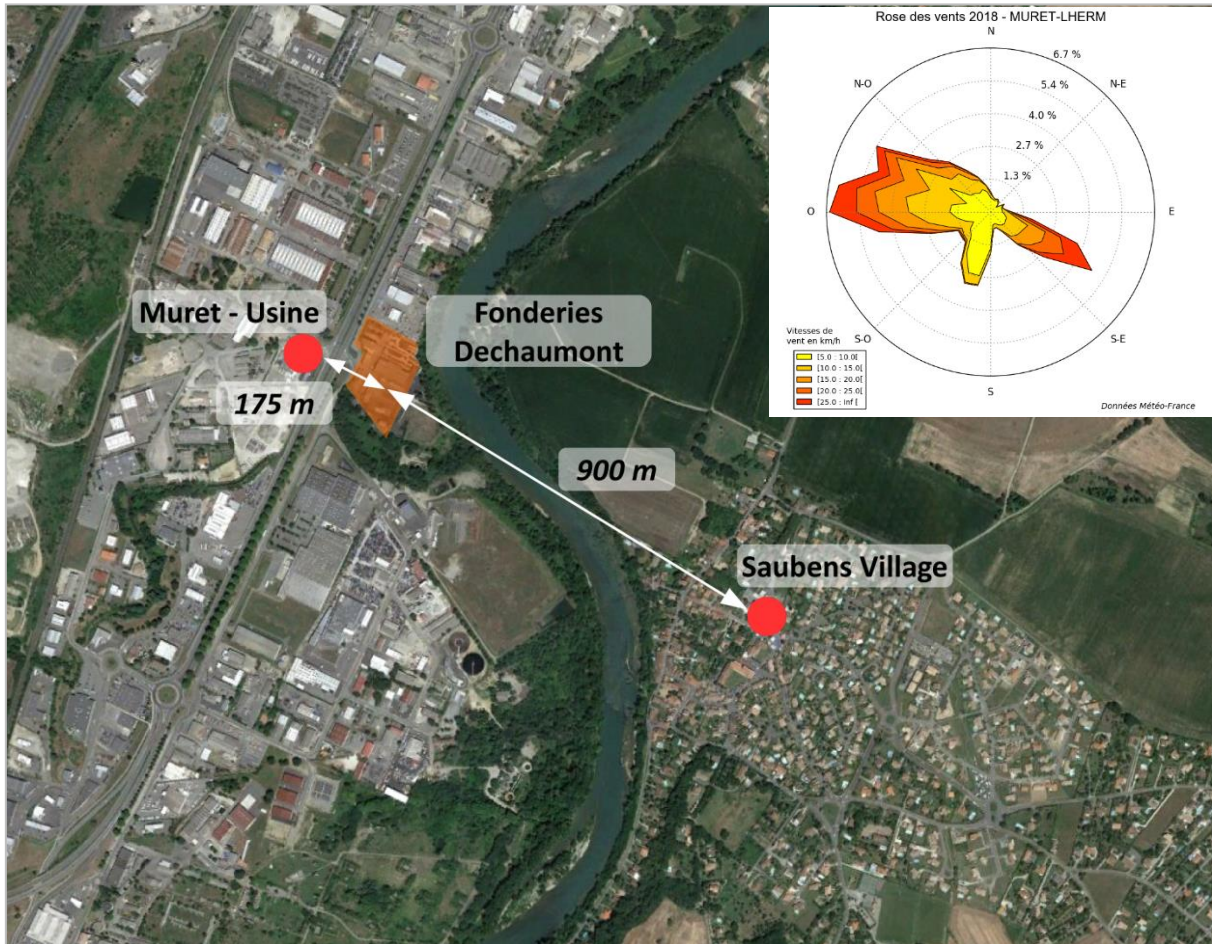 Rose des vents 2018 - MURET-LHERM
N
6.7 %
N-O
5.4 %
N-E
4.0 %
2.7 %
1.3 %
O
E
S-O
S-E
S
Vitesses de
vent en km/h
[5.0 : 10.0[
[10.0 : 15.0[
[15.0 : 20.0[
[20.0 : 25.0[
[25.0 : Inf [
Données Météo-France
Muret - Usine
Fonderies
Dechaumont
175 m
900 m
Saubens Village